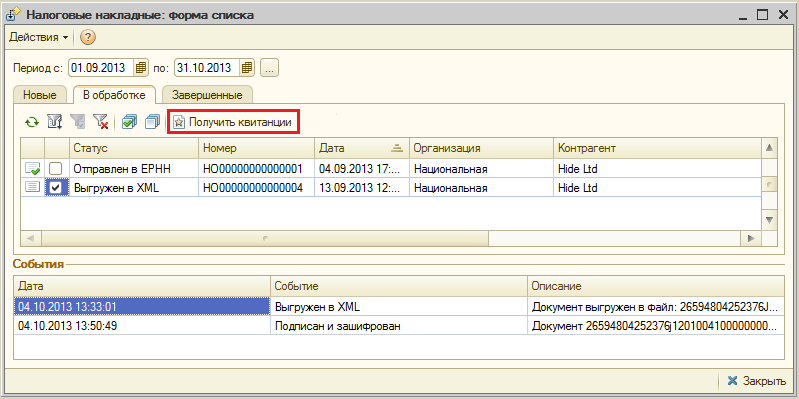 Налоговые накладные: форма списка
Действия ?
Период с: 01.09.2013 по: 31.10.2013 ...
Новые В обработке Завершенные
Получить квитанции
Статус Номер Дата Организация Контрагент
Отправлен в ЕРНН НО00000000000001 04.09.2013 17:... Национальная Hide Ltd
Выгружен в XML НО00000000000004 13.09.2013 12:... Национальная Hide Ltd
События
Дата Событие Описание
04.10.2013 13:33:01 Выгружен в XML Документ выгружен в файл: 26594804252376J...
04.10.2013 13:50:49 Подписан и зашифрован Документ 26594804252376j1201004100000000...
Закрыть